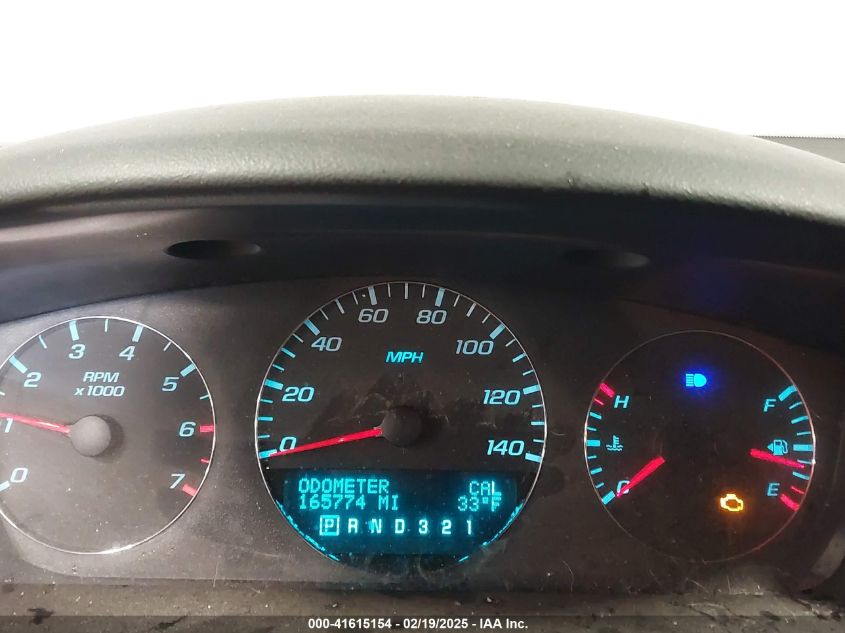 0
1
2
3
4
5
6
7
RPM
x1000
0
20
40
60
80
100
120
140
MPH
ODOMETER CAL
165774 MI 33°F
P R N D 3 2 1
H
C
F
E
000-41615154 - 02/19/2025 - IAA Inc.